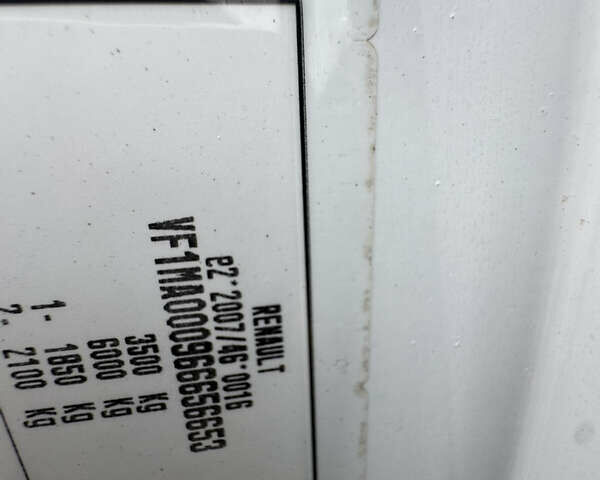 RENAULT
e2*2007/46*0016
VF1MA000966656653
3500 kg
6000 kg
1- 1850 kg
2- 2100 kg